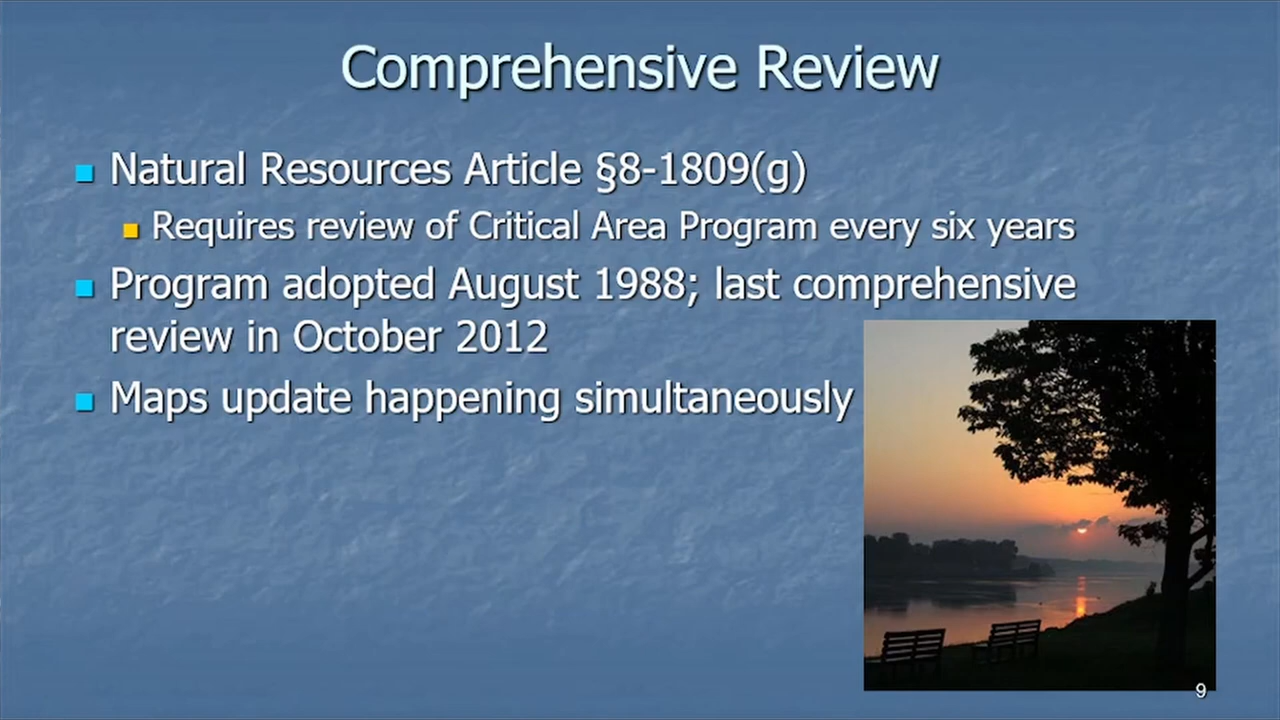 Comprehensive Review
Natural Resources Article §8-1809(g)
Requires review of Critical Area Program every six years
Program adopted August 1988; last comprehensive
review in October 2012
Maps update happening simultaneously
9